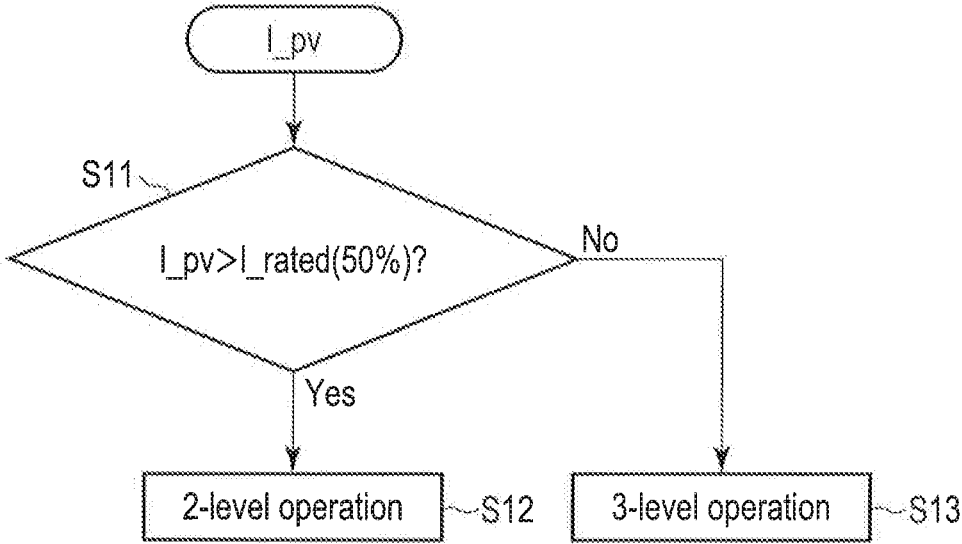 I_pv
S11
I_pv>I_rated(50%)?
No
Yes
2-level operation
S12
3-level operation
S13